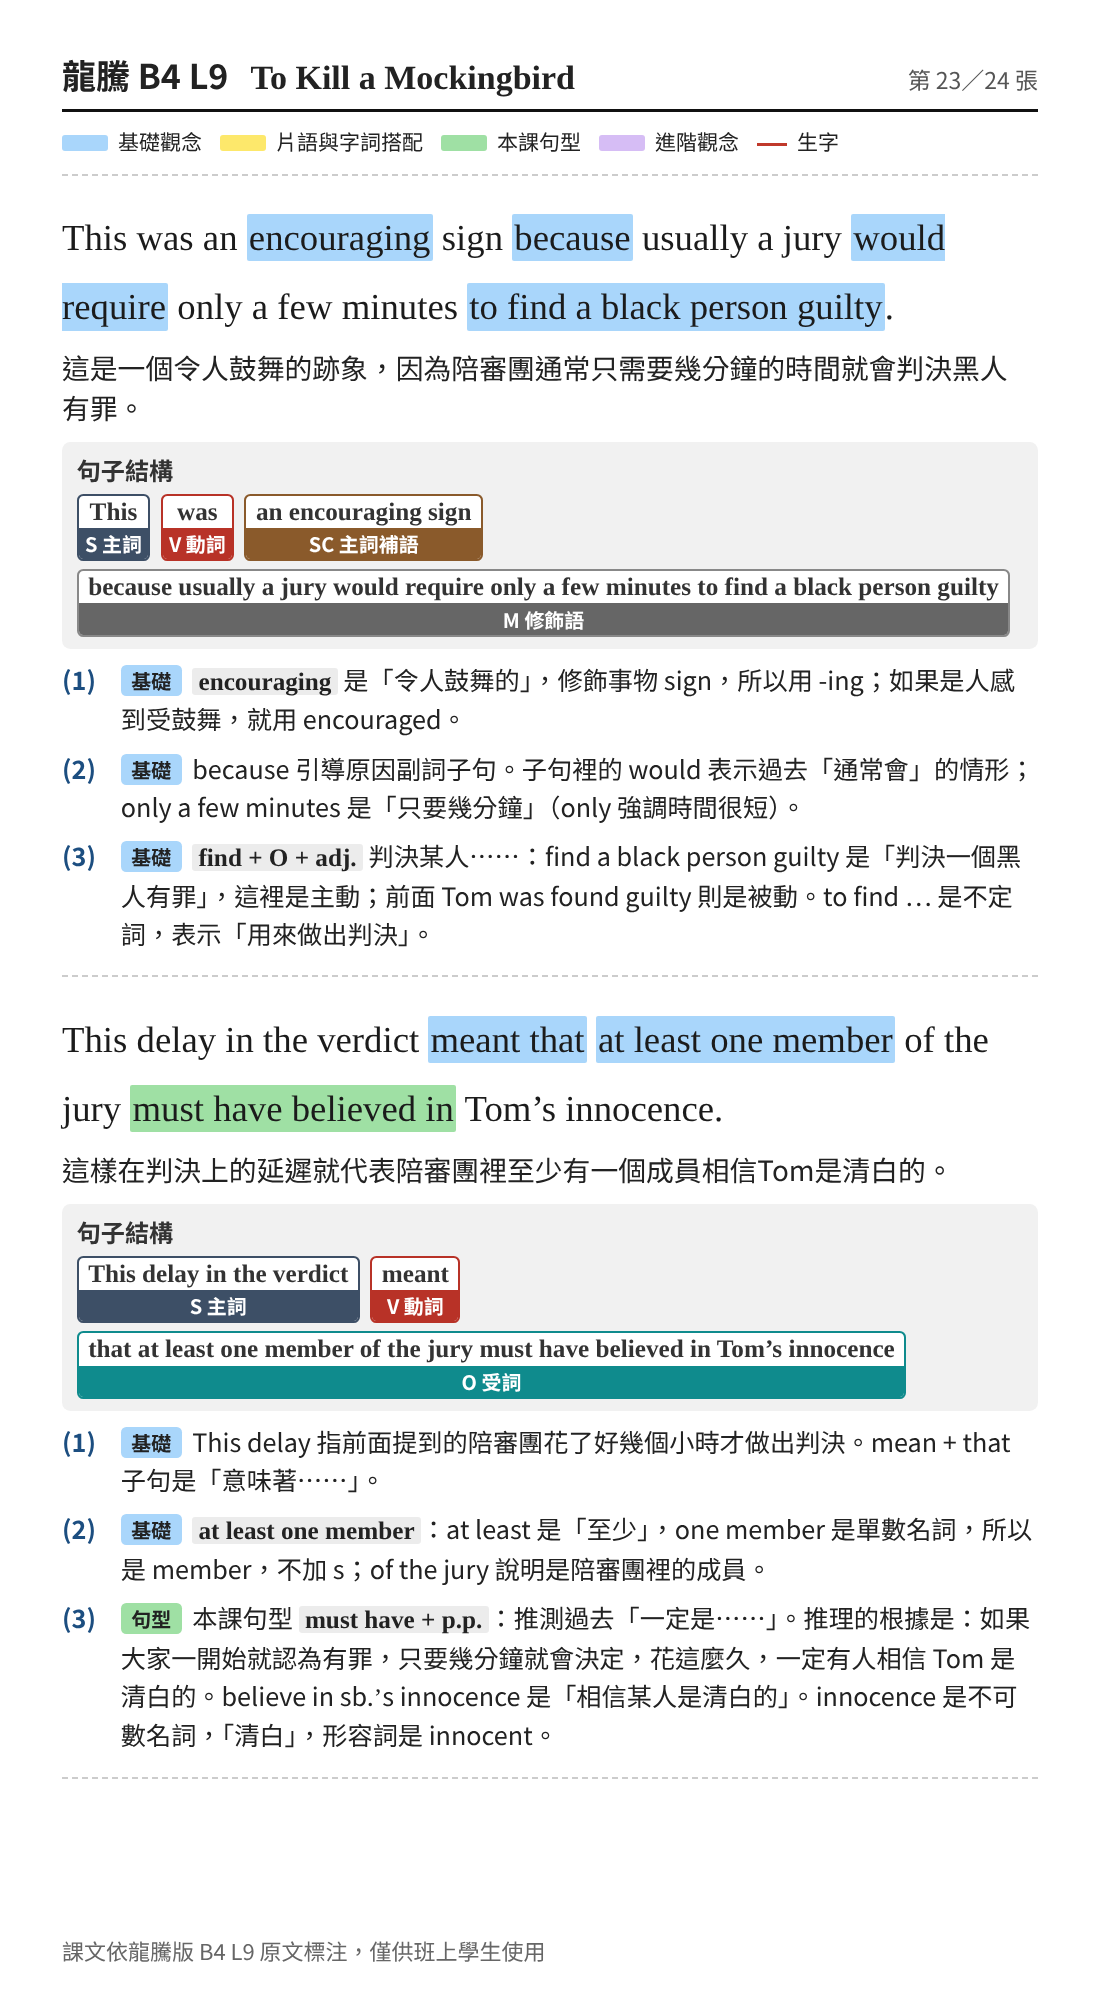 龍騰 B4 L9 To Kill a Mockingbird
第 23／24 張
基礎觀念 片語與字詞搭配 本課句型 進階觀念 生字
This was an encouraging sign because usually a jury would
require only a few minutes to find a black person guilty.
這是一個令人鼓舞的跡象，因為陪審團通常只需要幾分鐘的時間就會判決黑人
有罪。
句子結構
This was an encouraging sign
S 主詞 V 動詞 SC 主詞補語
because usually a jury would require only a few minutes to find a black person guilty
M 修飾語
(1) 基礎 encouraging 是「令人鼓舞的」，修飾事物 sign，所以用 -ing；如果是人感
到受鼓舞，就用 encouraged。
(2) 基礎 because 引導原因副詞子句。子句裡的 would 表示過去「通常會」的情形；
only a few minutes 是「只要幾分鐘」（only 強調時間很短）。
(3) 基礎 find + O + adj. 判決某人……：find a black person guilty 是「判決一個黑
人有罪」，這裡是主動；前面 Tom was found guilty 則是被動。to find … 是不定
詞，表示「用來做出判決」。
This delay in the verdict meant that at least one member of the
jury must have believed in Tom’s innocence.
這樣在判決上的延遲就代表陪審團裡至少有一個成員相信Tom是清白的。
句子結構
This delay in the verdict meant
S 主詞 V 動詞
that at least one member of the jury must have believed in Tom’s innocence
O 受詞
(1) 基礎 This delay 指前面提到的陪審團花了好幾個小時才做出判決。mean + that
子句是「意味著……」。
(2) 基礎 at least one member：at least 是「至少」，one member 是單數名詞，所以
是 member，不加 s；of the jury 說明是陪審團裡的成員。
(3) 句型 本課句型 must have + p.p.：推測過去「一定是……」。推理的根據是：如果
大家一開始就認為有罪，只要幾分鐘就會決定，花這麼久，一定有人相信 Tom 是
清白的。believe in sb.’s innocence 是「相信某人是清白的」。innocence 是不可
數名詞，「清白」，形容詞是 innocent。
課文依龍騰版 B4 L9 原文標注，僅供班上學生使用